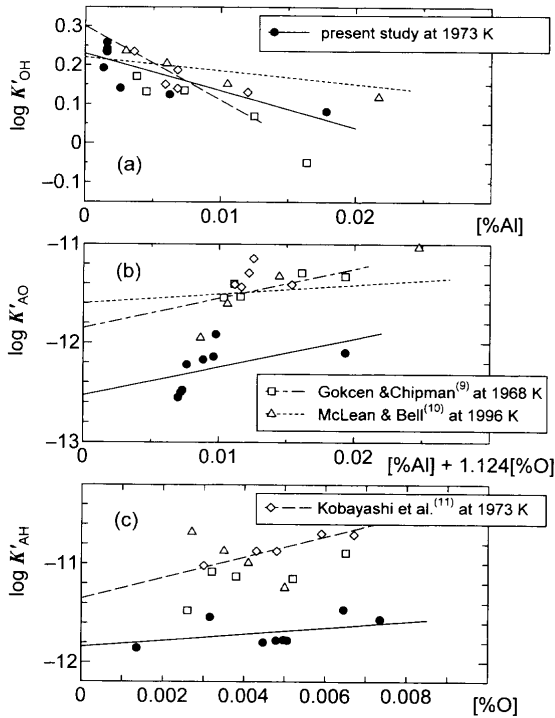 0.3
present study at 1973 K
0.2
log K'OH
0.1
0
−0.1
(a)
0
0.01
0.02
[%Al]
−11
(b)
log K'AO
−12
Gokcen &Chipman(9) at 1968 K
McLean & Bell(10) at 1996 K
−13
0
0.01
0.02
[%Al] + 1.124[%O]
(c)
Kobayashi et al.(11) at 1973 K
log K'AH
−11
−12
0
0.002
0.004
0.006
0.008
[%O]